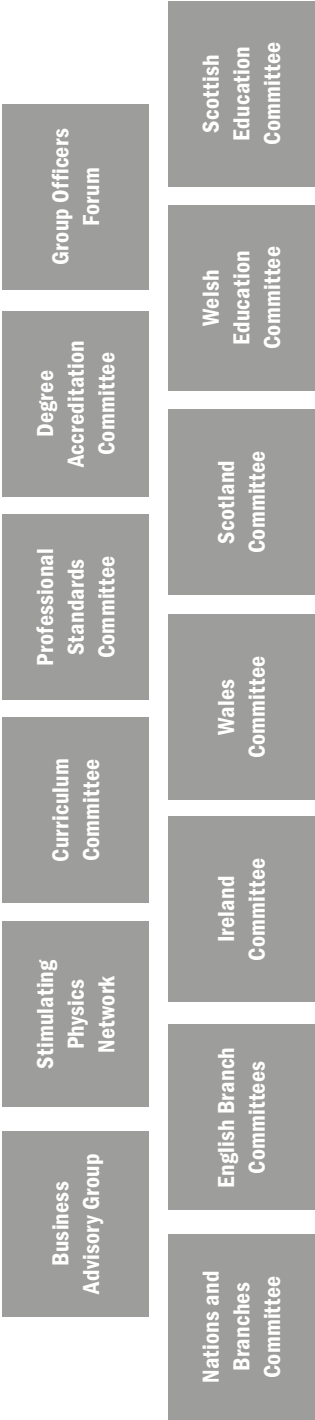 Business
Advisory Group
Stimulating
Physics
Network
Curriculum
Committee
Professional
Standards
Committee
Degree
Accreditation
Committee
Group Officers
Forum
Nations and
Branches
Committee
English Branch
Committees
Ireland
Committee
Wales
Committee
Scotland
Committee
Welsh
Education
Committee
Scottish
Education
Committee